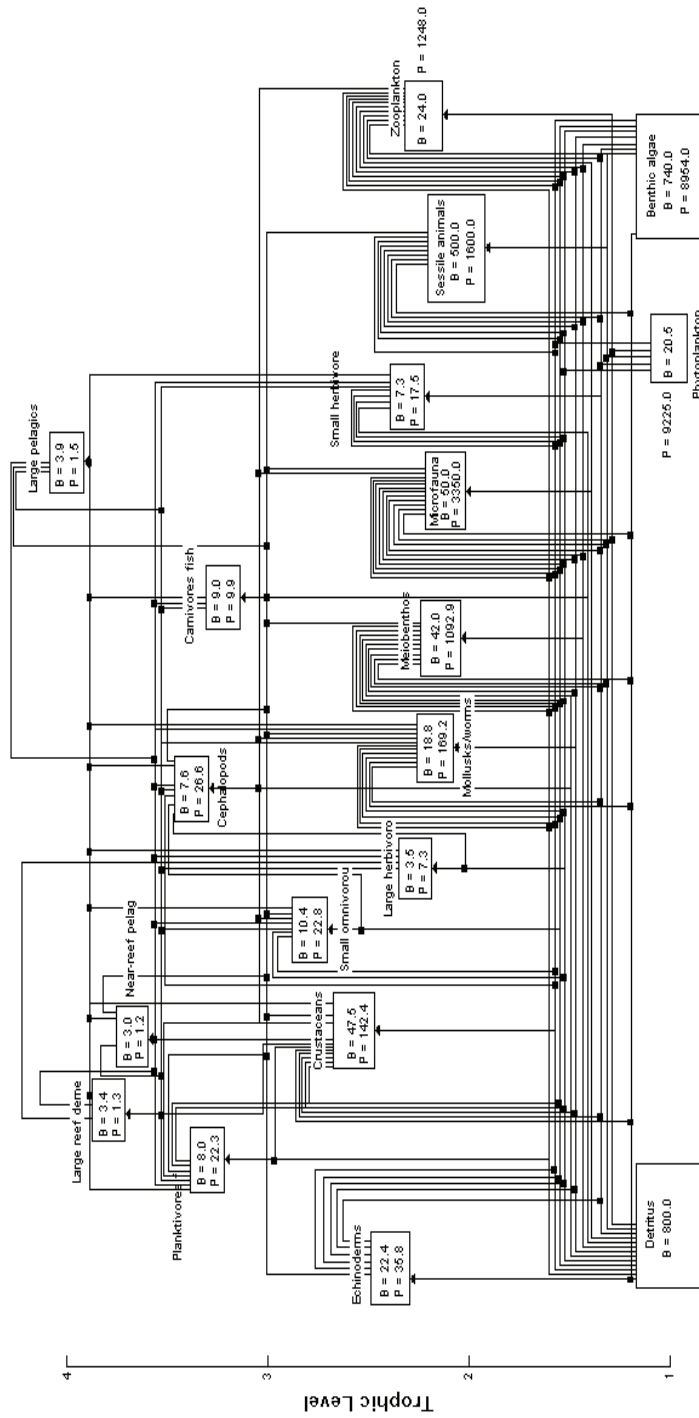 Trophic Level
4
3
2
1
Large reef deme
B = 3.4
P = 1.3
Near-reef pelag
B = 3.0
P = 1.2
Large pelagics
B = 3.9
P = 1.5
Planktivores f
B = 8.0
P = 22.3
Cephalopods
B = 7.6
P = 26.6
Carnivores fish
B = 9.0
P = 9.9
Echinoderms
B = 22.4
P = 35.8
Crustaceans
B = 47.5
P = 142.4
Small omnivorou
B = 10.4
P = 22.8
Large herbivoro
B = 3.5
P = 7.3
Mollusks/worms
B = 18.8
P = 169.2
Meiobenthos
B = 42.0
P = 1092.9
Microfauna
B = 50.0
P = 3350.0
Small herbivore
B = 7.3
P = 17.5
Sessile animals
B = 500.0
P = 1600.0
Zooplankton
B = 24.0
P = 1248.0
Detritus
B = 800.0
Phytoplankton
B = 20.5
P = 9225.0
Benthic algae
B = 740.0
P = 8954.0